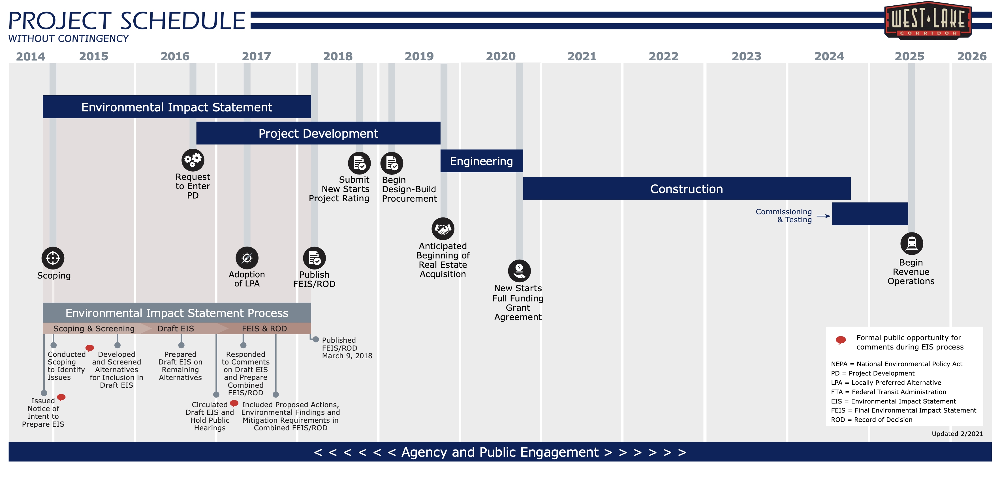 PROJECT SCHEDULE
WITHOUT CONTINGENCY
WEST LAKE
CORRIDOR
2014 2015 2016 2017 2018 2019 2020 2021 2022 2023 2024 2025 2026
Environmental Impact Statement
Project Development
Engineering
Construction
Commissioning
& Testing
Request
to Enter
PD
Submit
New Starts
Project Rating
Begin
Design-Build
Procurement
Anticipated
Beginning of
Real Estate
Acquisition
Scoping
Adoption
of LPA
Publish
FEIS/ROD
$
New Starts
Full Funding
Grant
Agreement
Begin
Revenue
Operations
Environmental Impact Statement Process
Scoping & Screening Draft EIS FEIS & ROD
Issued
Notice of
Intent to
Prepare EIS
Conducted
Scoping
to Identify
Issues
Developed
and Screened
Alternatives
for Inclusion in
Draft EIS
Prepared
Draft EIS on
Remaining
Alternatives
Circulated
Draft EIS and
Hold Public
Hearings
Responded
to Comments
on Draft EIS
and Prepare
Combined
FEIS/ROD
Included Proposed Actions,
Environmental Findings and
Mitigation Requirements in
Combined FEIS/ROD
Published
FEIS/ROD
March 9, 2018
Formal public opportunity for
comments during EIS process
NEPA = National Environmental Policy Act
PD = Project Development
LPA = Locally Preferred Alternative
FTA = Federal Transit Administration
EIS = Environmental Impact Statement
FEIS = Final Environmental Impact Statement
ROD = Record of Decision
Updated 2/2021
< < < < < < Agency and Public Engagement > > > > > >